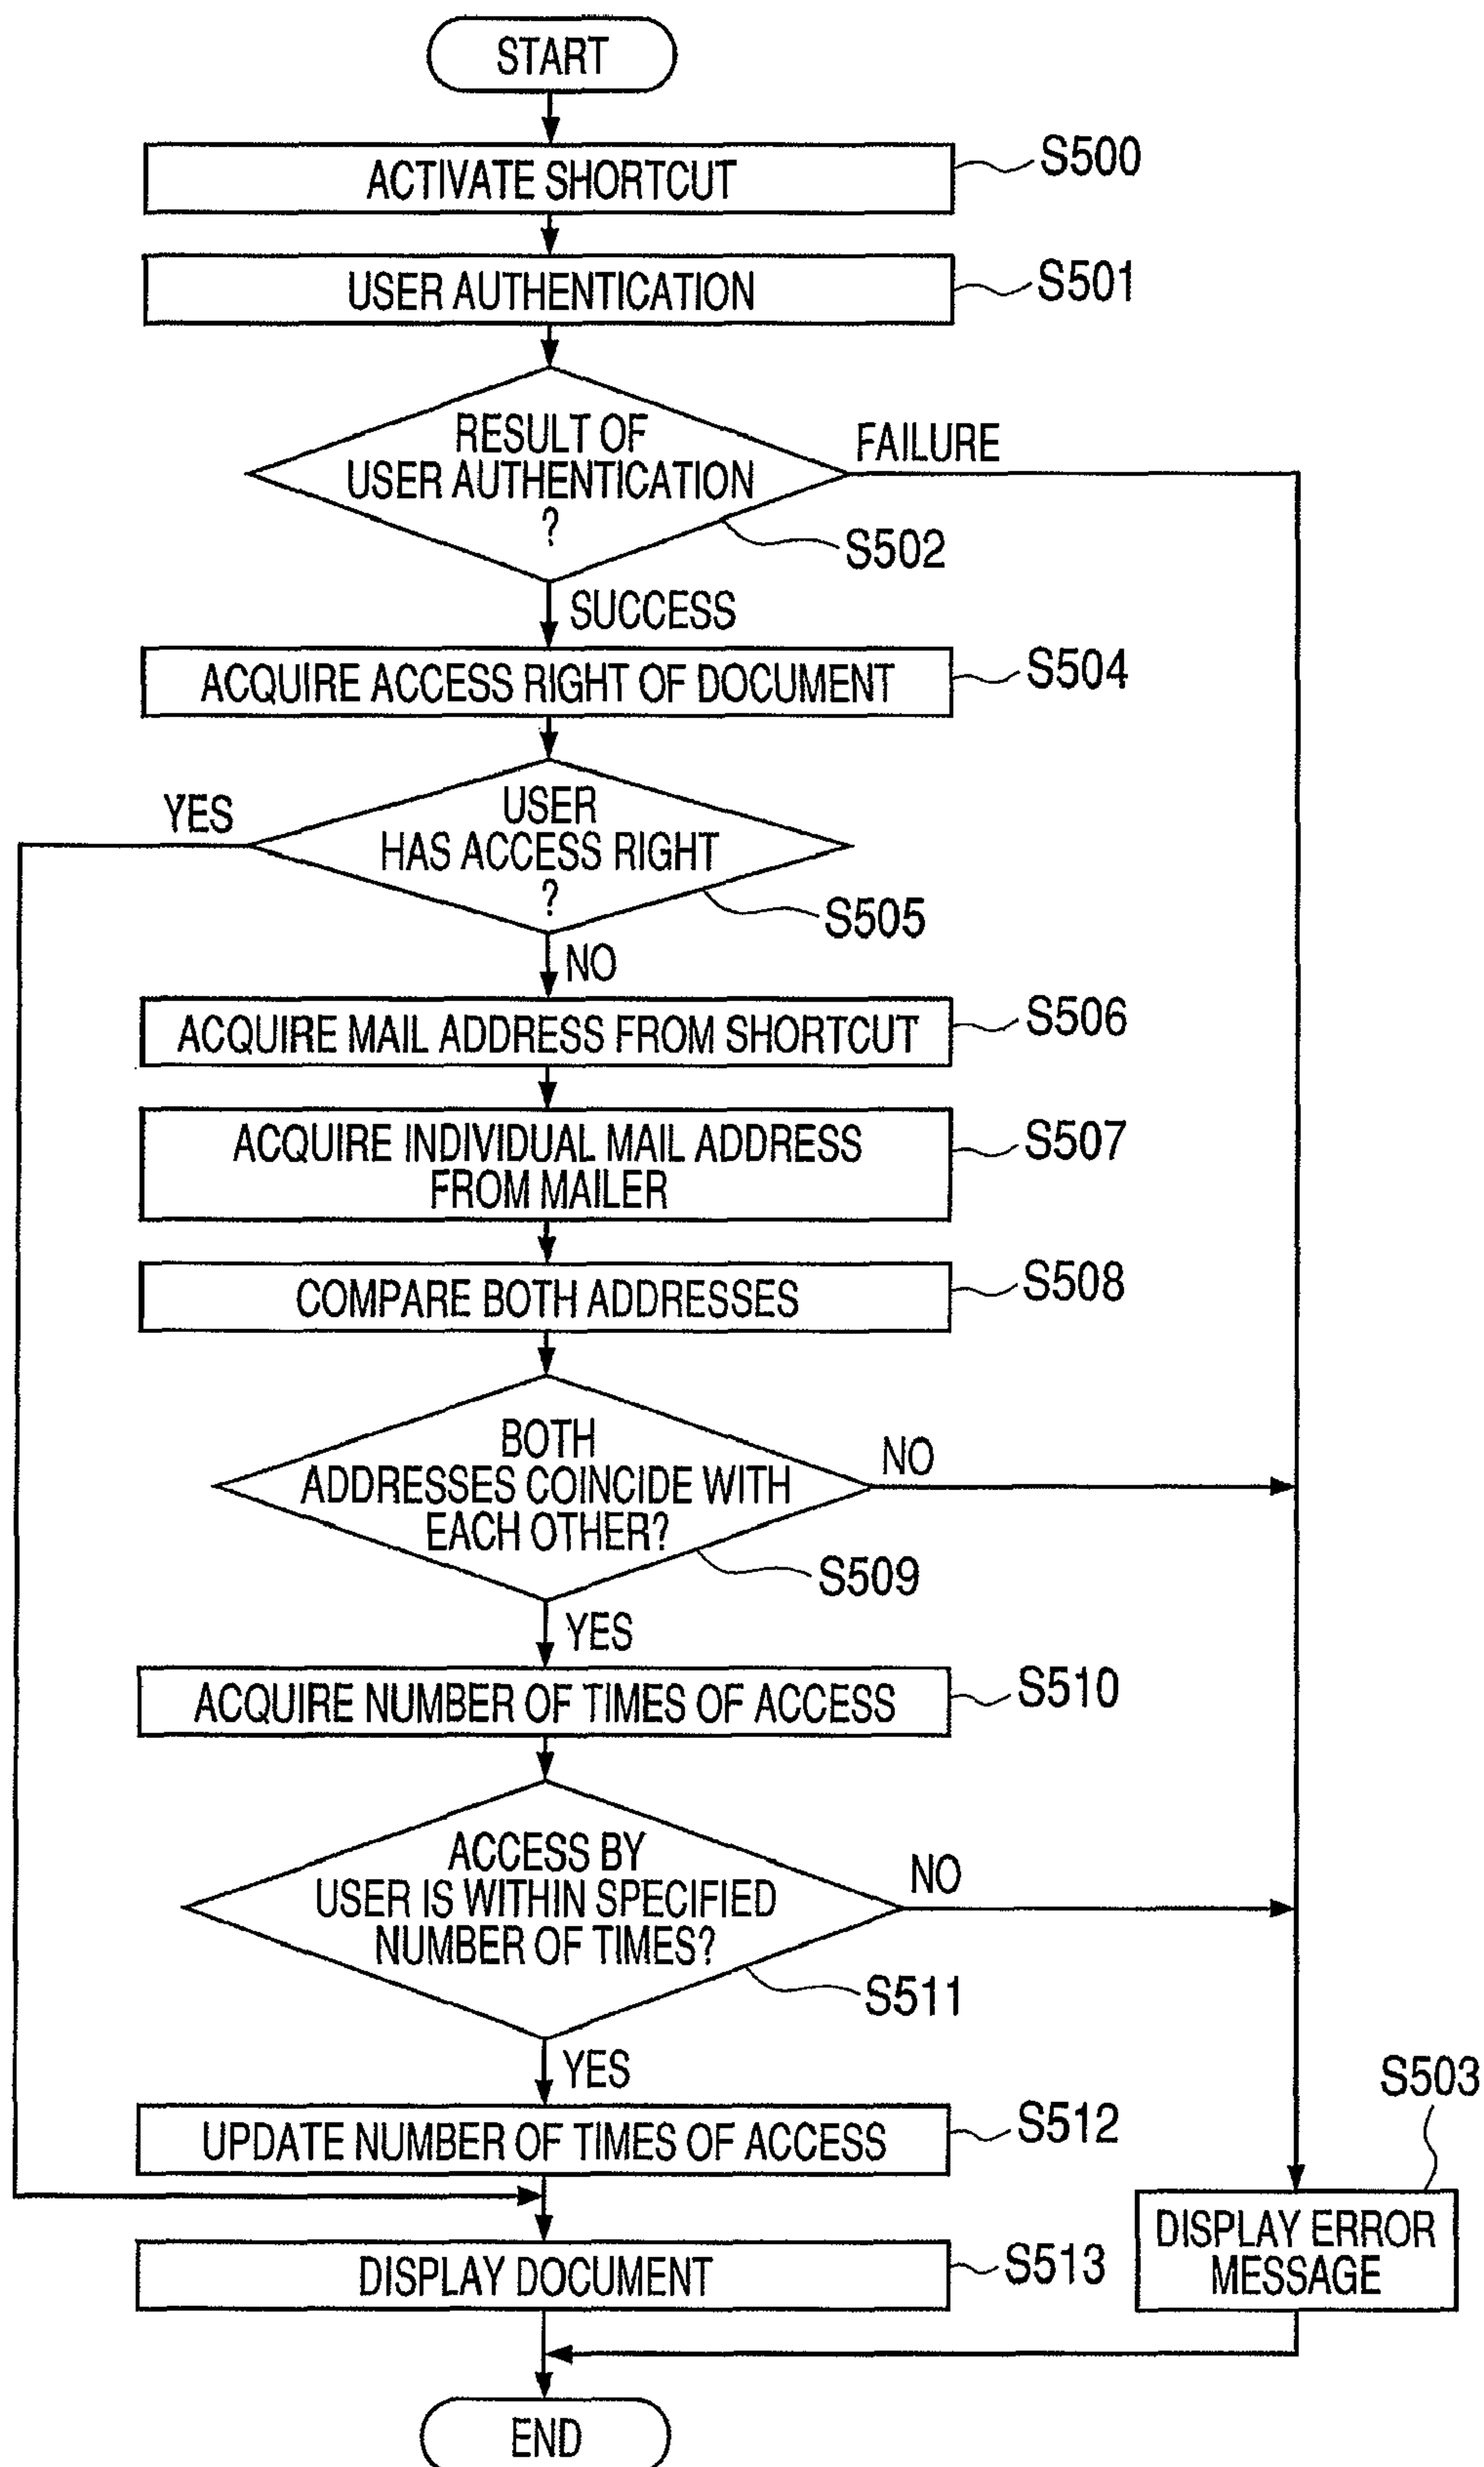 START
ACTIVATE SHORTCUT
S500
USER AUTHENTICATION
S501
RESULT OF
USER AUTHENTICATION
?
FAILURE
S502
SUCCESS
ACQUIRE ACCESS RIGHT OF DOCUMENT
S504
YES
USER
HAS ACCESS RIGHT
?
S505
NO
ACQUIRE MAIL ADDRESS FROM SHORTCUT
S506
ACQUIRE INDIVIDUAL MAIL ADDRESS
FROM MAILER
S507
COMPARE BOTH ADDRESSES
S508
BOTH
ADDRESSES COINCIDE WITH
EACH OTHER?
NO
S509
YES
ACQUIRE NUMBER OF TIMES OF ACCESS
S510
ACCESS BY
USER IS WITHIN SPECIFIED
NUMBER OF TIMES?
NO
S511
YES
UPDATE NUMBER OF TIMES OF ACCESS
S512
S503
DISPLAY ERROR
MESSAGE
DISPLAY DOCUMENT
S513
END